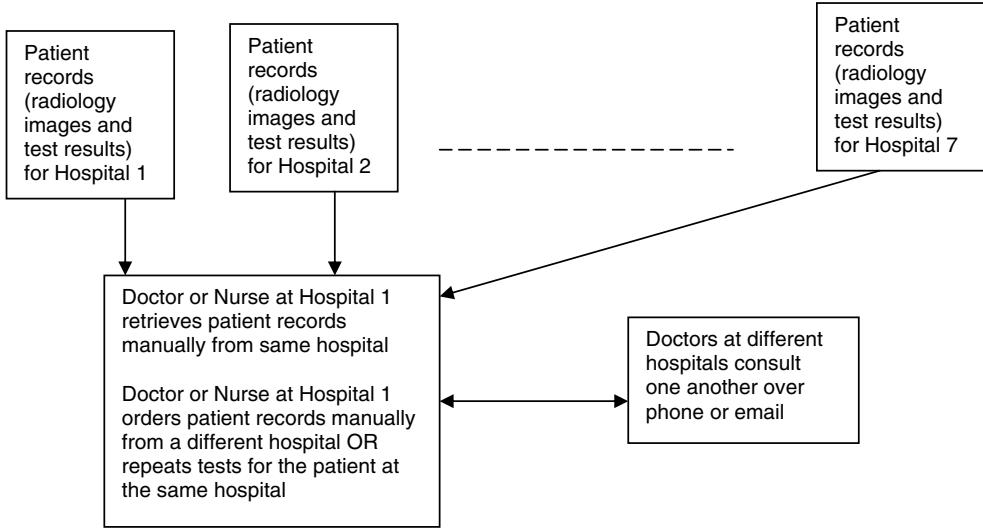 Patient
records
(radiology
images and
test results)
for Hospital 1
Patient
records
(radiology
images and
test results)
for Hospital 2
Patient
records
(radiology
images and
test results)
for Hospital 7
Doctor or Nurse at Hospital 1
retrieves patient records
manually from same hospital
Doctor or Nurse at Hospital 1
orders patient records manually
from a different hospital OR
repeats tests for the patient at
the same hospital
Doctors at different
hospitals consult
one another over
phone or email